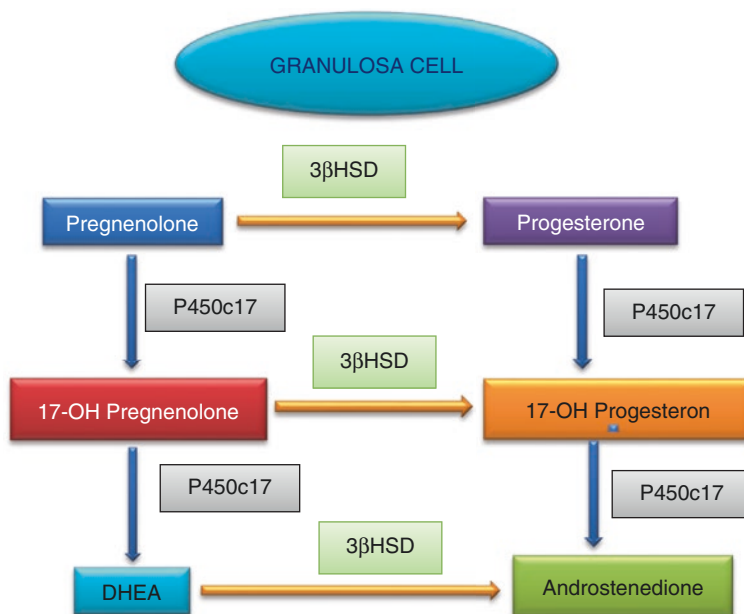 GRANULOSA CELL
3βHSD
Pregnenolone
Progesterone
P450c17
P450c17
3βHSD
17-OH Pregnenolone
17-OH Progesteron
P450c17
P450c17
3βHSD
DHEA
Androstenedione